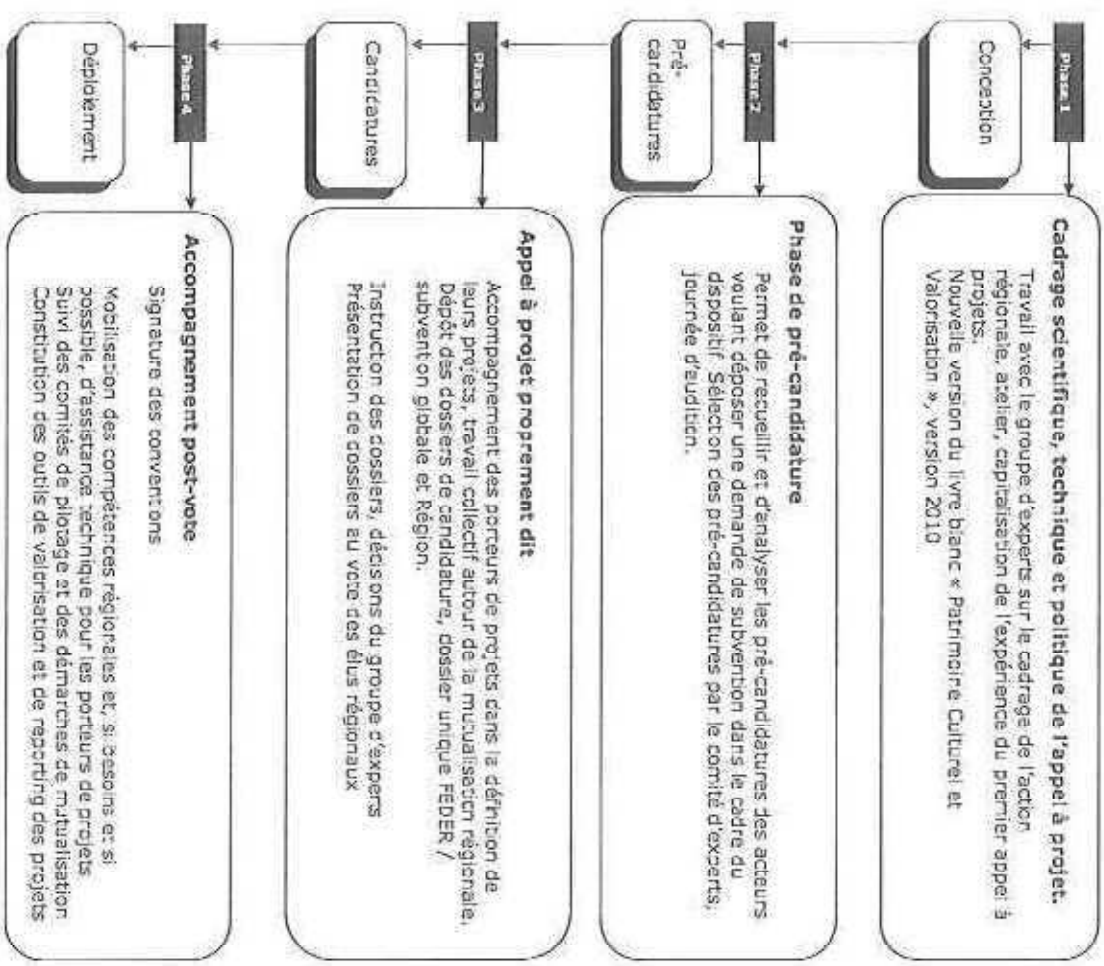 Phase 1
Conception
Cadrage scientifique, technique et politique de l'appel à projet.
Travail avec le groupe d'experts sur le cadrage de l'action
régionale, atelier, capitalisation de l'expérience du premier appel à
projets.
Nouvelle version du livre blanc « Patrimoine Culturel et
Valorisation », version 2010
Phase 2
Pré-
candidatures
Phase de pré-candidature
Permet de recueillir et d'analyser les pré-candidatures des acteurs
voulant déposer une demande de subvention dans le cadre du
dispositif. Sélection des pré-candidatures par le comité d'experts,
journée d'audition.
Phase 3
Candidatures
Appel à projet proprement dit
Accompagnement des porteurs de projets dans la définition de
leurs projets, travail collectif autour de la mutualisation régionale,
Dépôt des dossiers de candidature, dossier unique FEDER /
subvention globale et Région.
Instruction des dossiers, décisions du groupe d'experts
Présentation de dossiers au vote des élus régionaux
Phase 4
Déploiement
Accompagnement post-vote
Signature des conventions
Mobilisation des compétences régionales et, si besoins et si
possible, d'assistance technique pour les porteurs de projets
Suivi des comités de pilotage et des démarches de mutualisation
Constitution des outils de valorisation et de reporting des projets